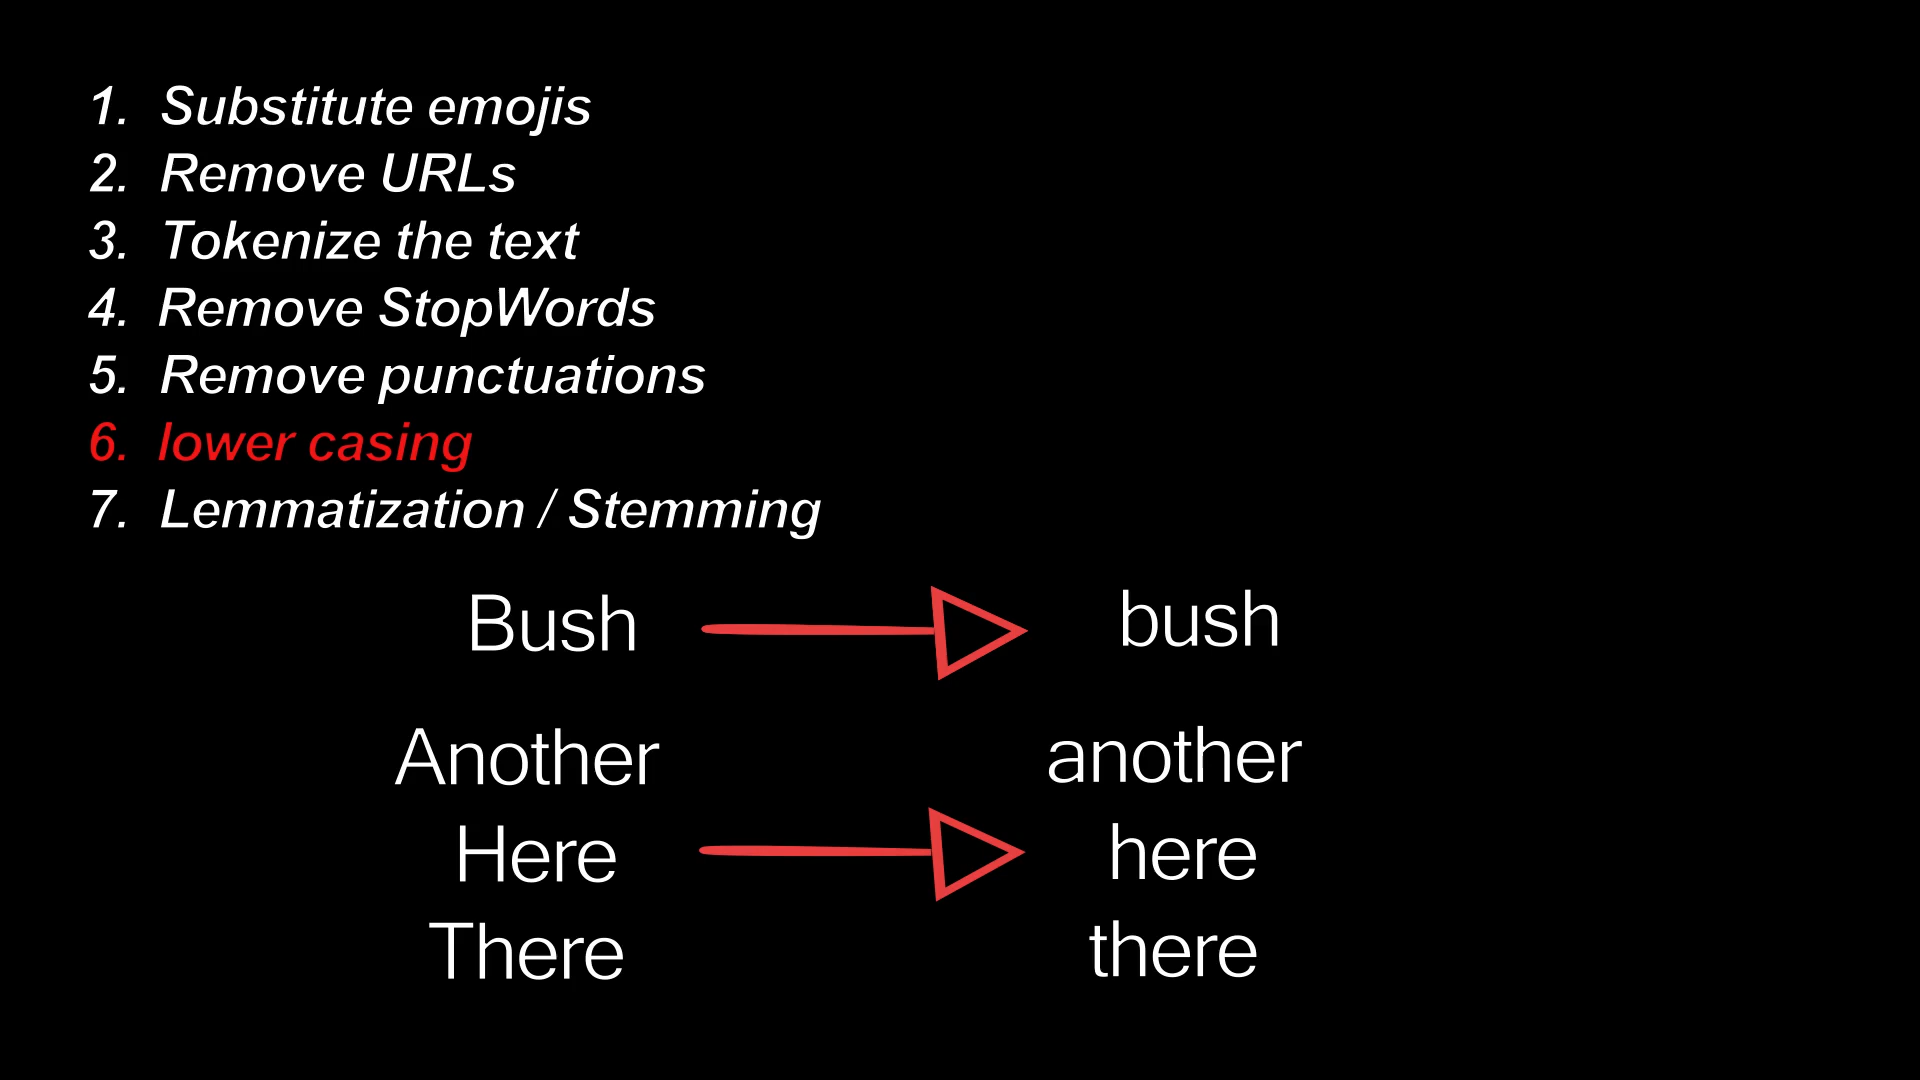 1. Substitute emojis
2. Remove URLs
3. Tokenize the text
4. Remove StopWords
5. Remove punctuations
6. lower casing
7. Lemmatization / Stemming
Bush bush
Another another
Here here
There there